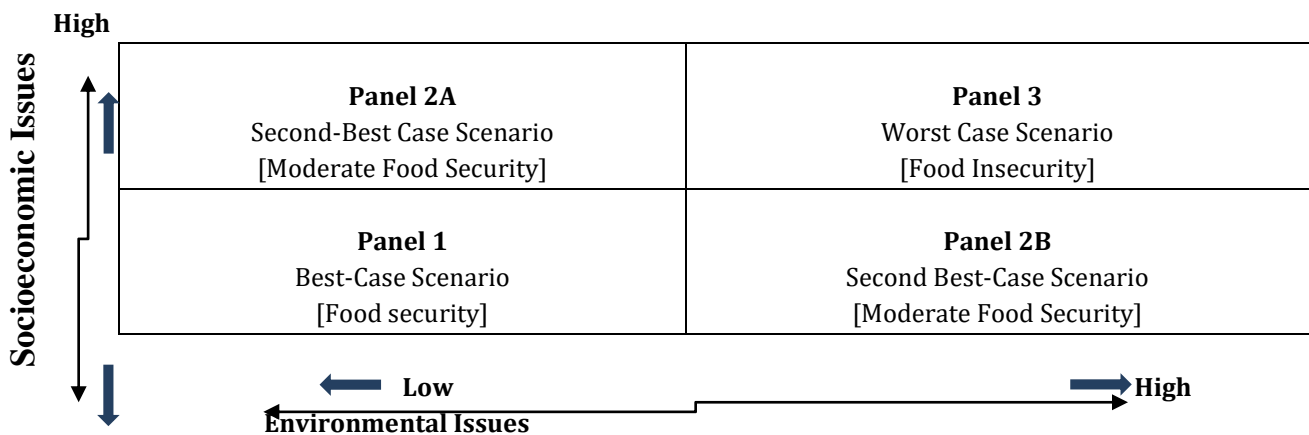 High
Socioeconomic Issues
Panel 2A
Second-Best Case Scenario
[Moderate Food Security]
Panel 3
Worst Case Scenario
[Food Insecurity]
Panel 1
Best-Case Scenario
[Food security]
Panel 2B
Second Best-Case Scenario
[Moderate Food Security]
Low
High
Environmental Issues